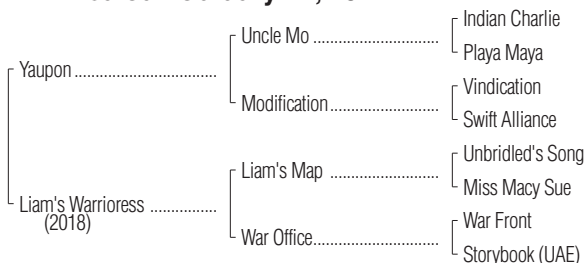 Indian Charlie
Uncle Mo
Playa Maya
Yaupon
Vindication
Modification
Swift Alliance
Unbridled's Song
Liam's Map
Miss Macy Sue
Liam's Warrioress
(2018)
War Front
War Office
Storybook (UAE)